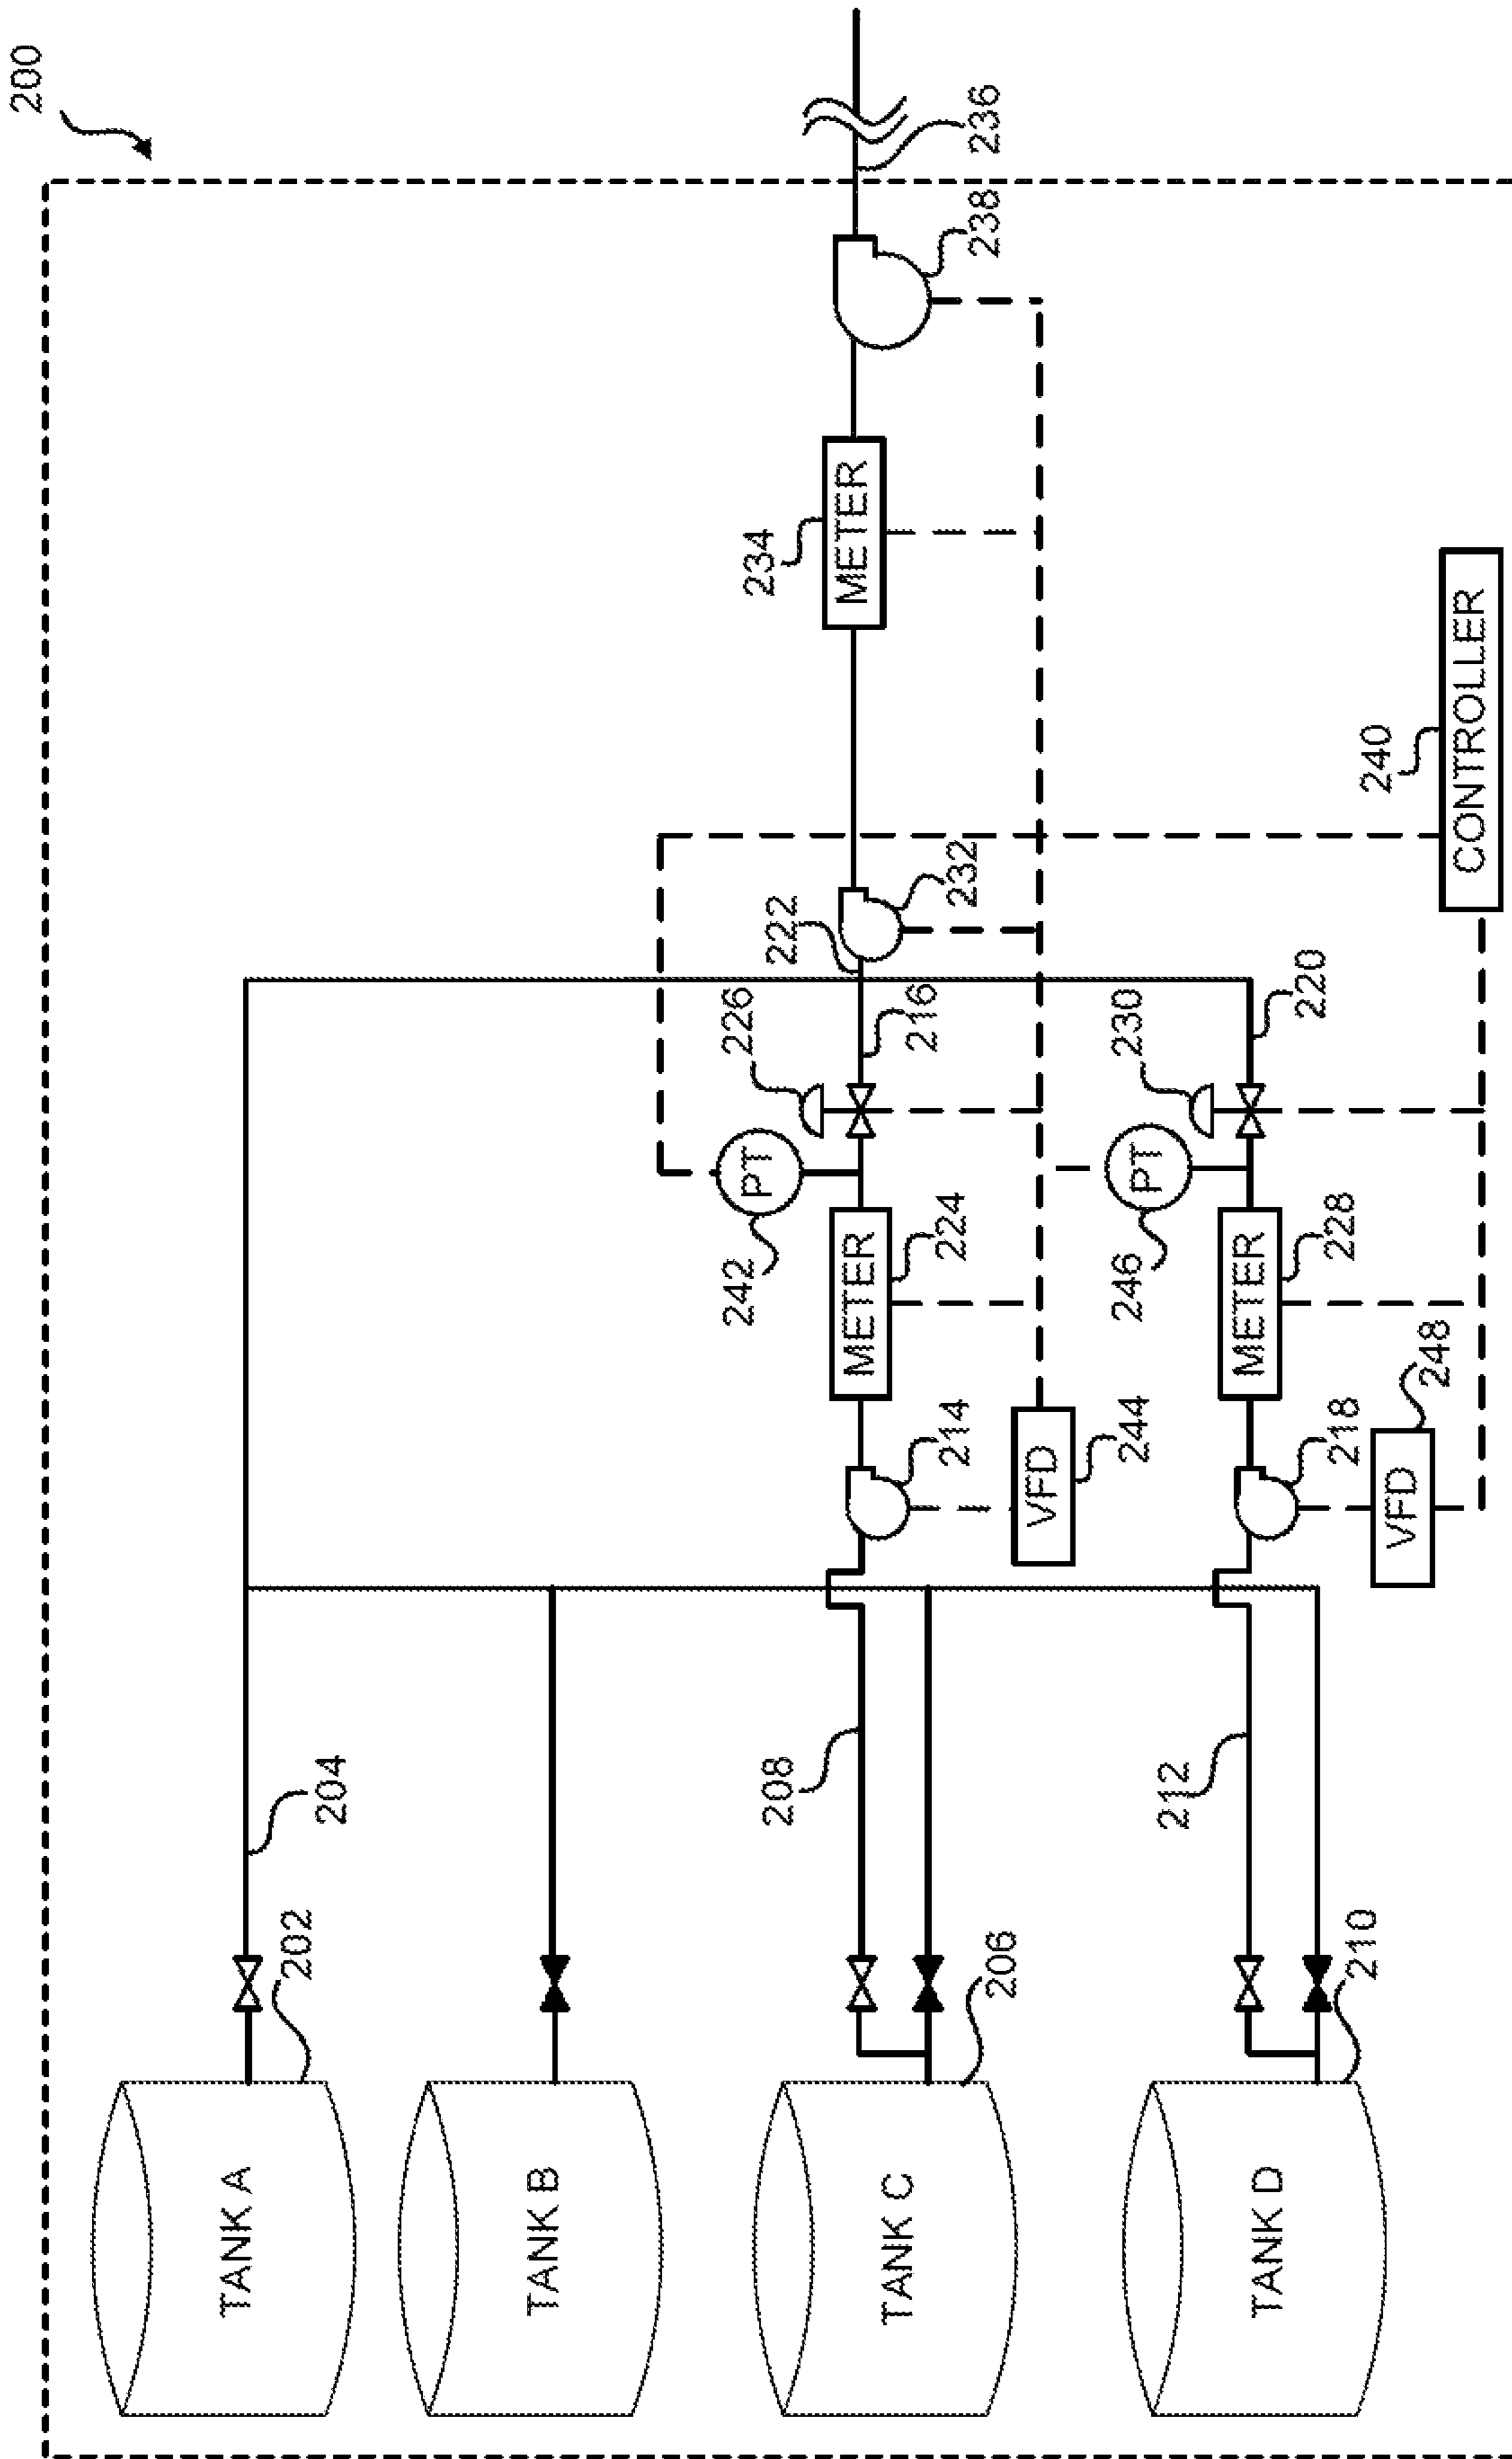 200
TANK A
202
204
TANK B
TANK C
206
208
214
METER
224
PT
242
226
216
222
232
METER
234
238
236
VFD
244
TANK D
210
212
218
METER
228
PT
246
230
220
VFD
248
CONTROLLER
240